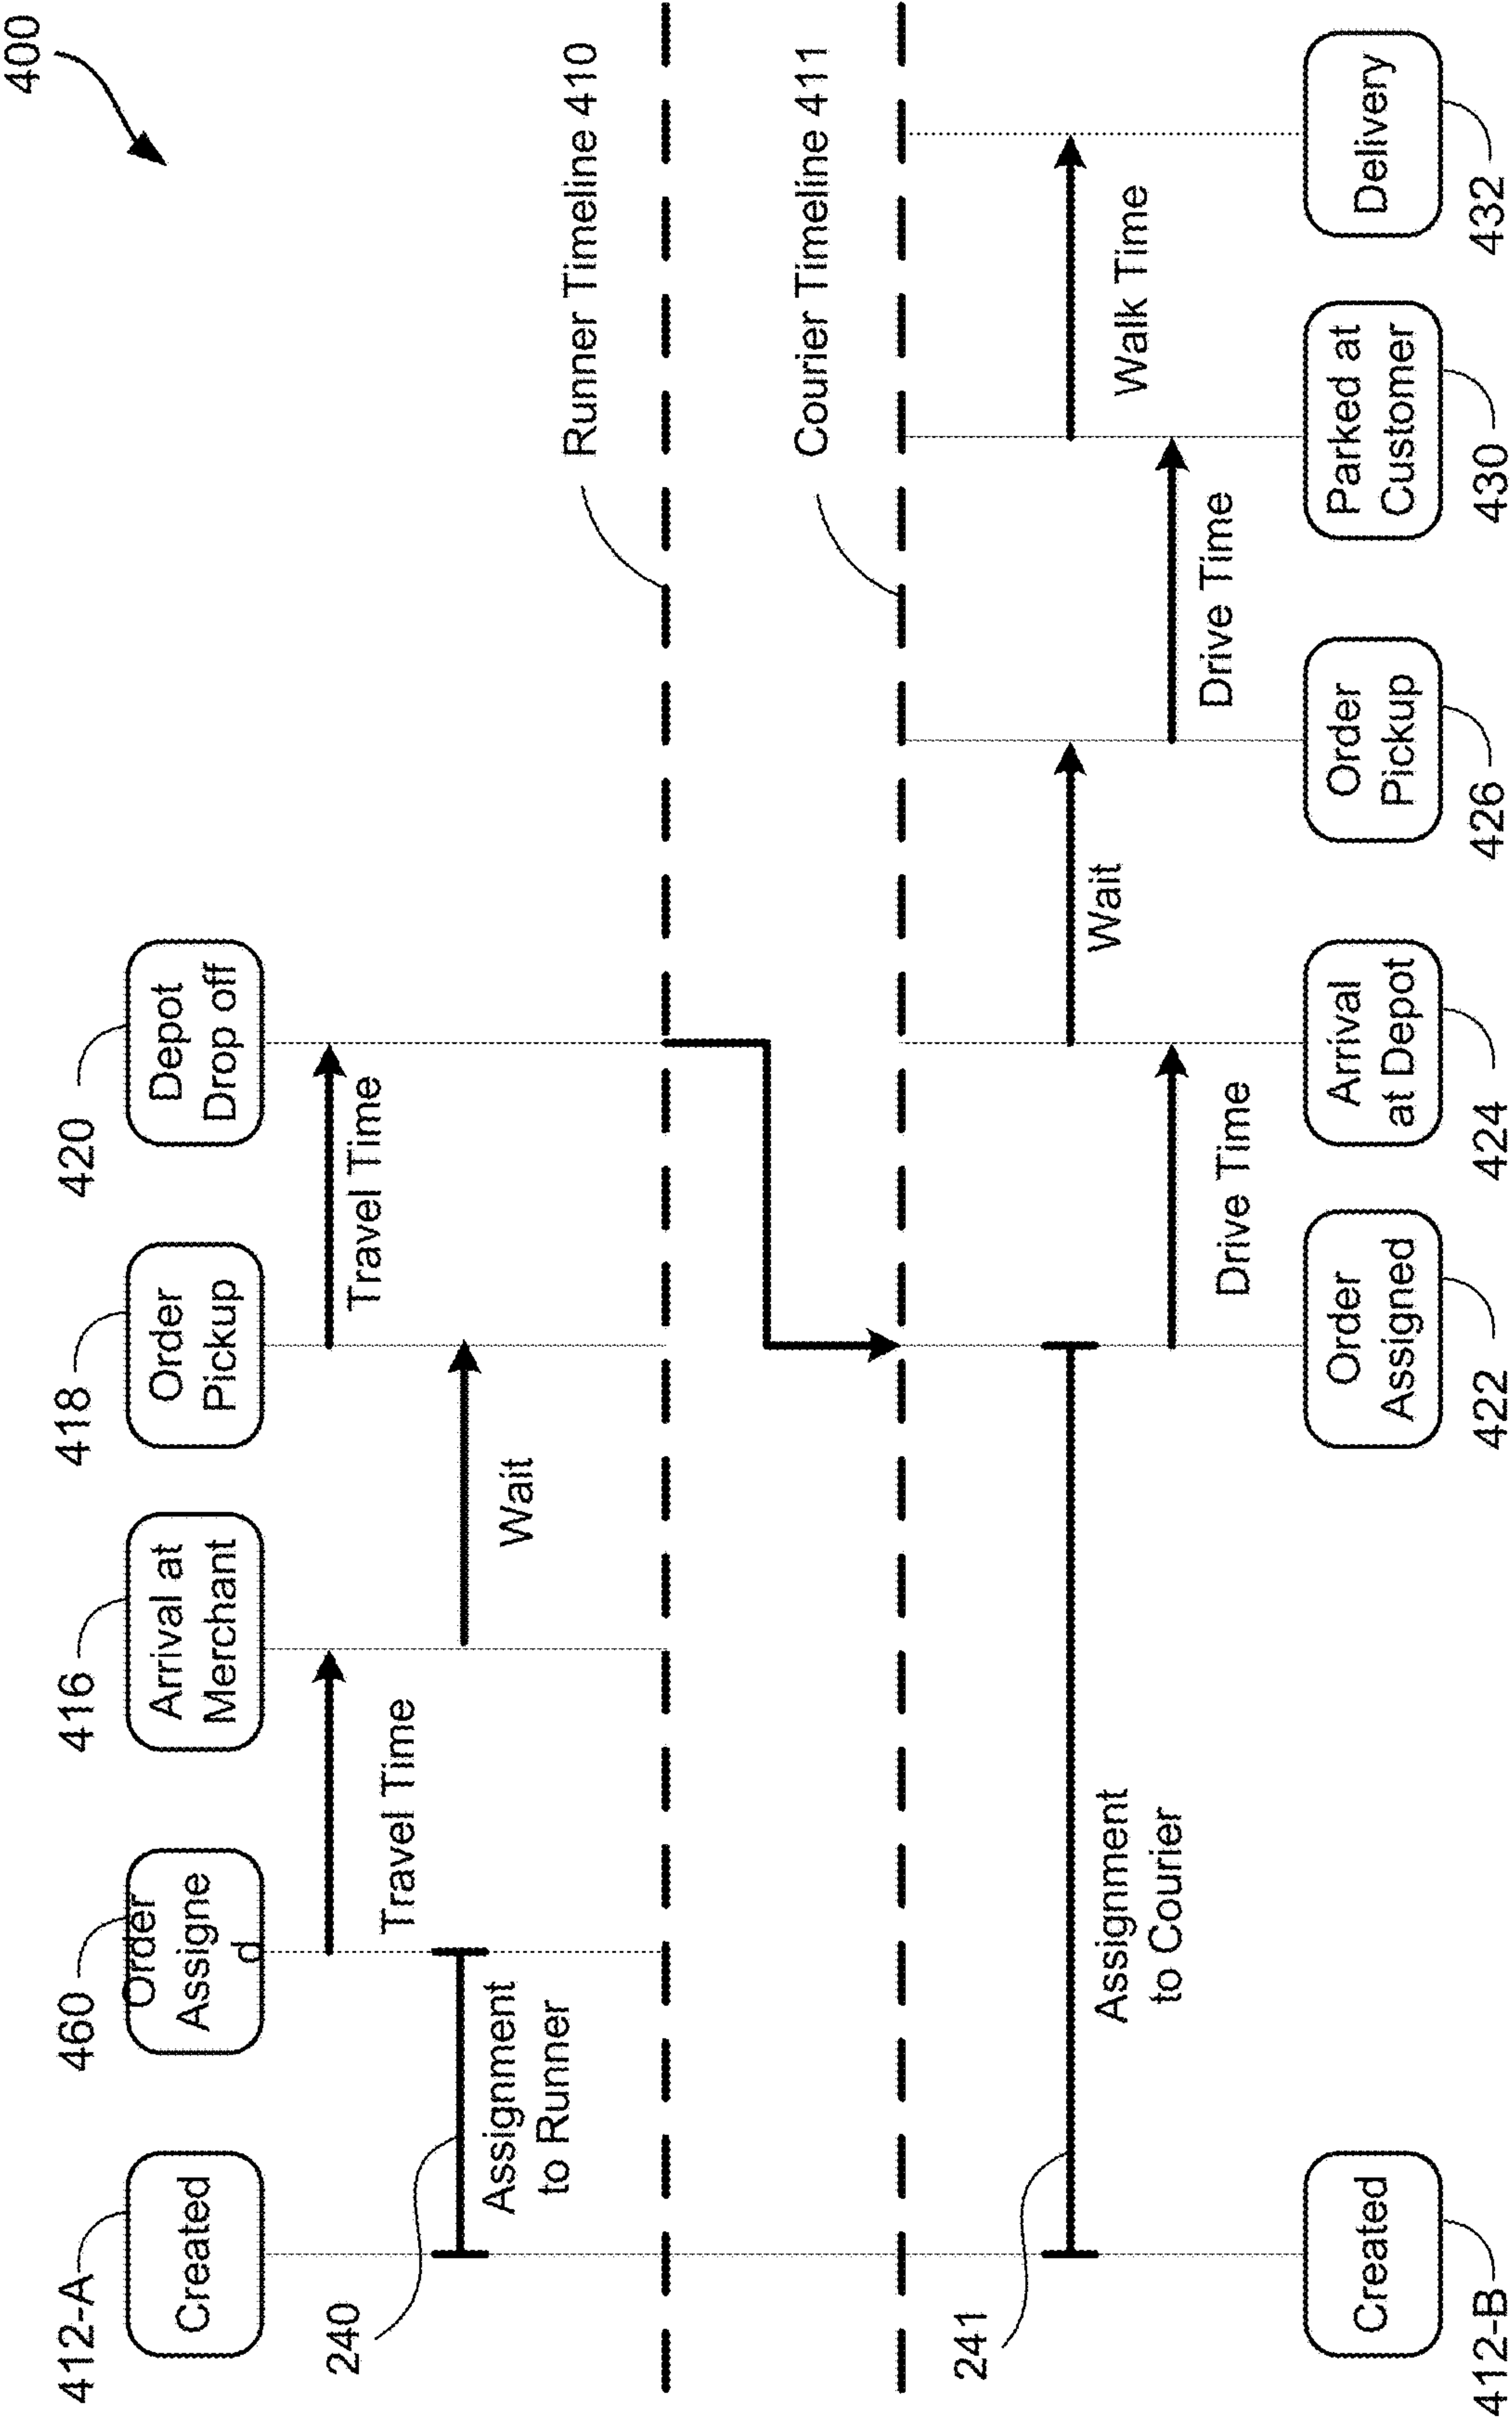 400
412-A
460
416
418
420
Created
Order
Assigne
d
Arrival at
Merchant
Order
Pickup
Depot
Drop off
Travel Time
Travel Time
240
Assignment
to Runner
Wait
Runner Timeline 410
Courier Timeline 411
241
Assignment
to Courier
Wait
Walk Time
Drive Time
Drive Time
Created
Order
Assigned
Arrival
at Depot
Order
Pickup
Parked at
Customer
Delivery
412-B
422
424
426
430
432